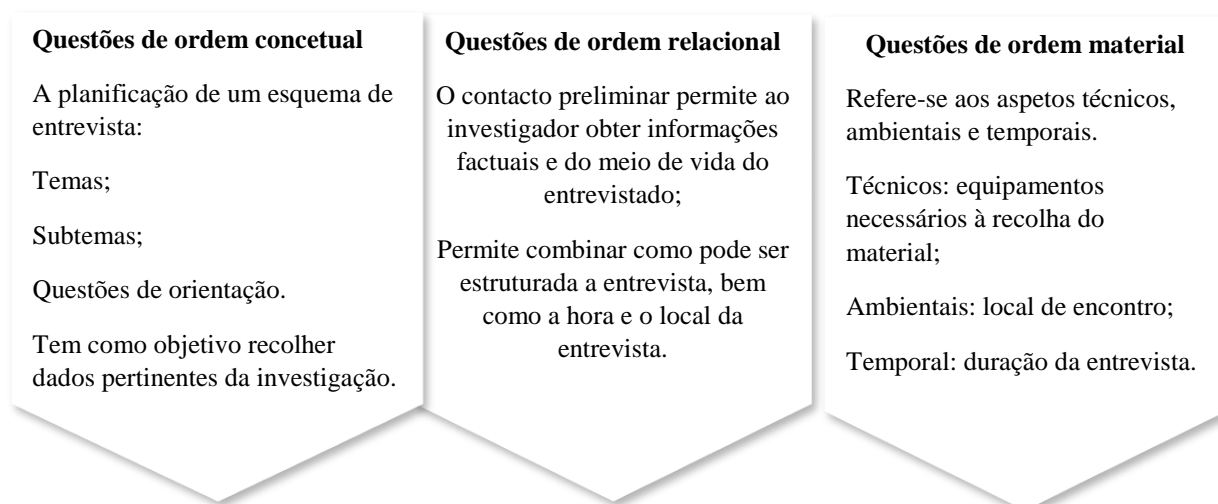 Questões de ordem concetual
A planificação de um esquema de
entrevista:
Temas;
Subtemas;
Questões de orientação.
Tem como objetivo recolher
dados pertinentes da investigação.
Questões de ordem relacional
O contacto preliminar permite ao
investigador obter informações
factuais e do meio de vida do
entrevistado;
Permite combinar como pode ser
estruturada a entrevista, bem
como a hora e o local da
entrevista.
Questões de ordem material
Refere-se aos aspetos técnicos,
ambientais e temporais.
Técnicos: equipamentos
necessários à recolha do
material;
Ambientais: local de encontro;
Temporal: duração da entrevista.